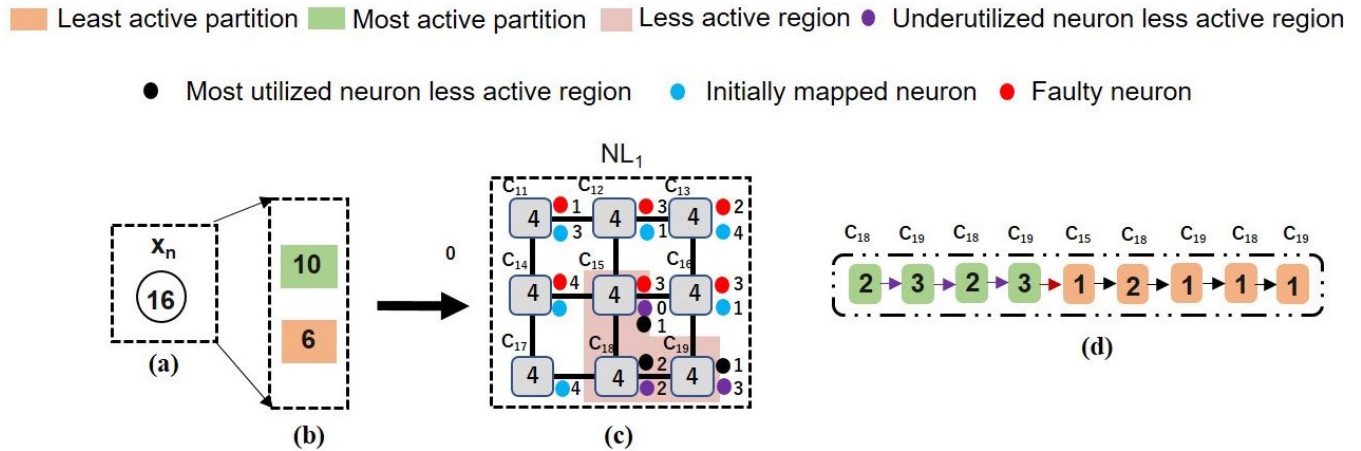 Least active partition Most active partition Less active region Underutilized neuron less active region
Most utilized neuron less active region Initially mapped neuron Faulty neuron
NL1
C11 C12 C13
4 1 3 4 3 1 4 2 4
C14 C15 C16
4 4 0 4 3 0 1 4 3 1
C17 C18 C19
4 4 4 2 2 4 1 3
xn
16
(a)
10
6
(b)
(c)
C18 C19 C18 C19 C15 C18 C19 C18 C19
2 3 2 3 1 2 1 1 1
(d)